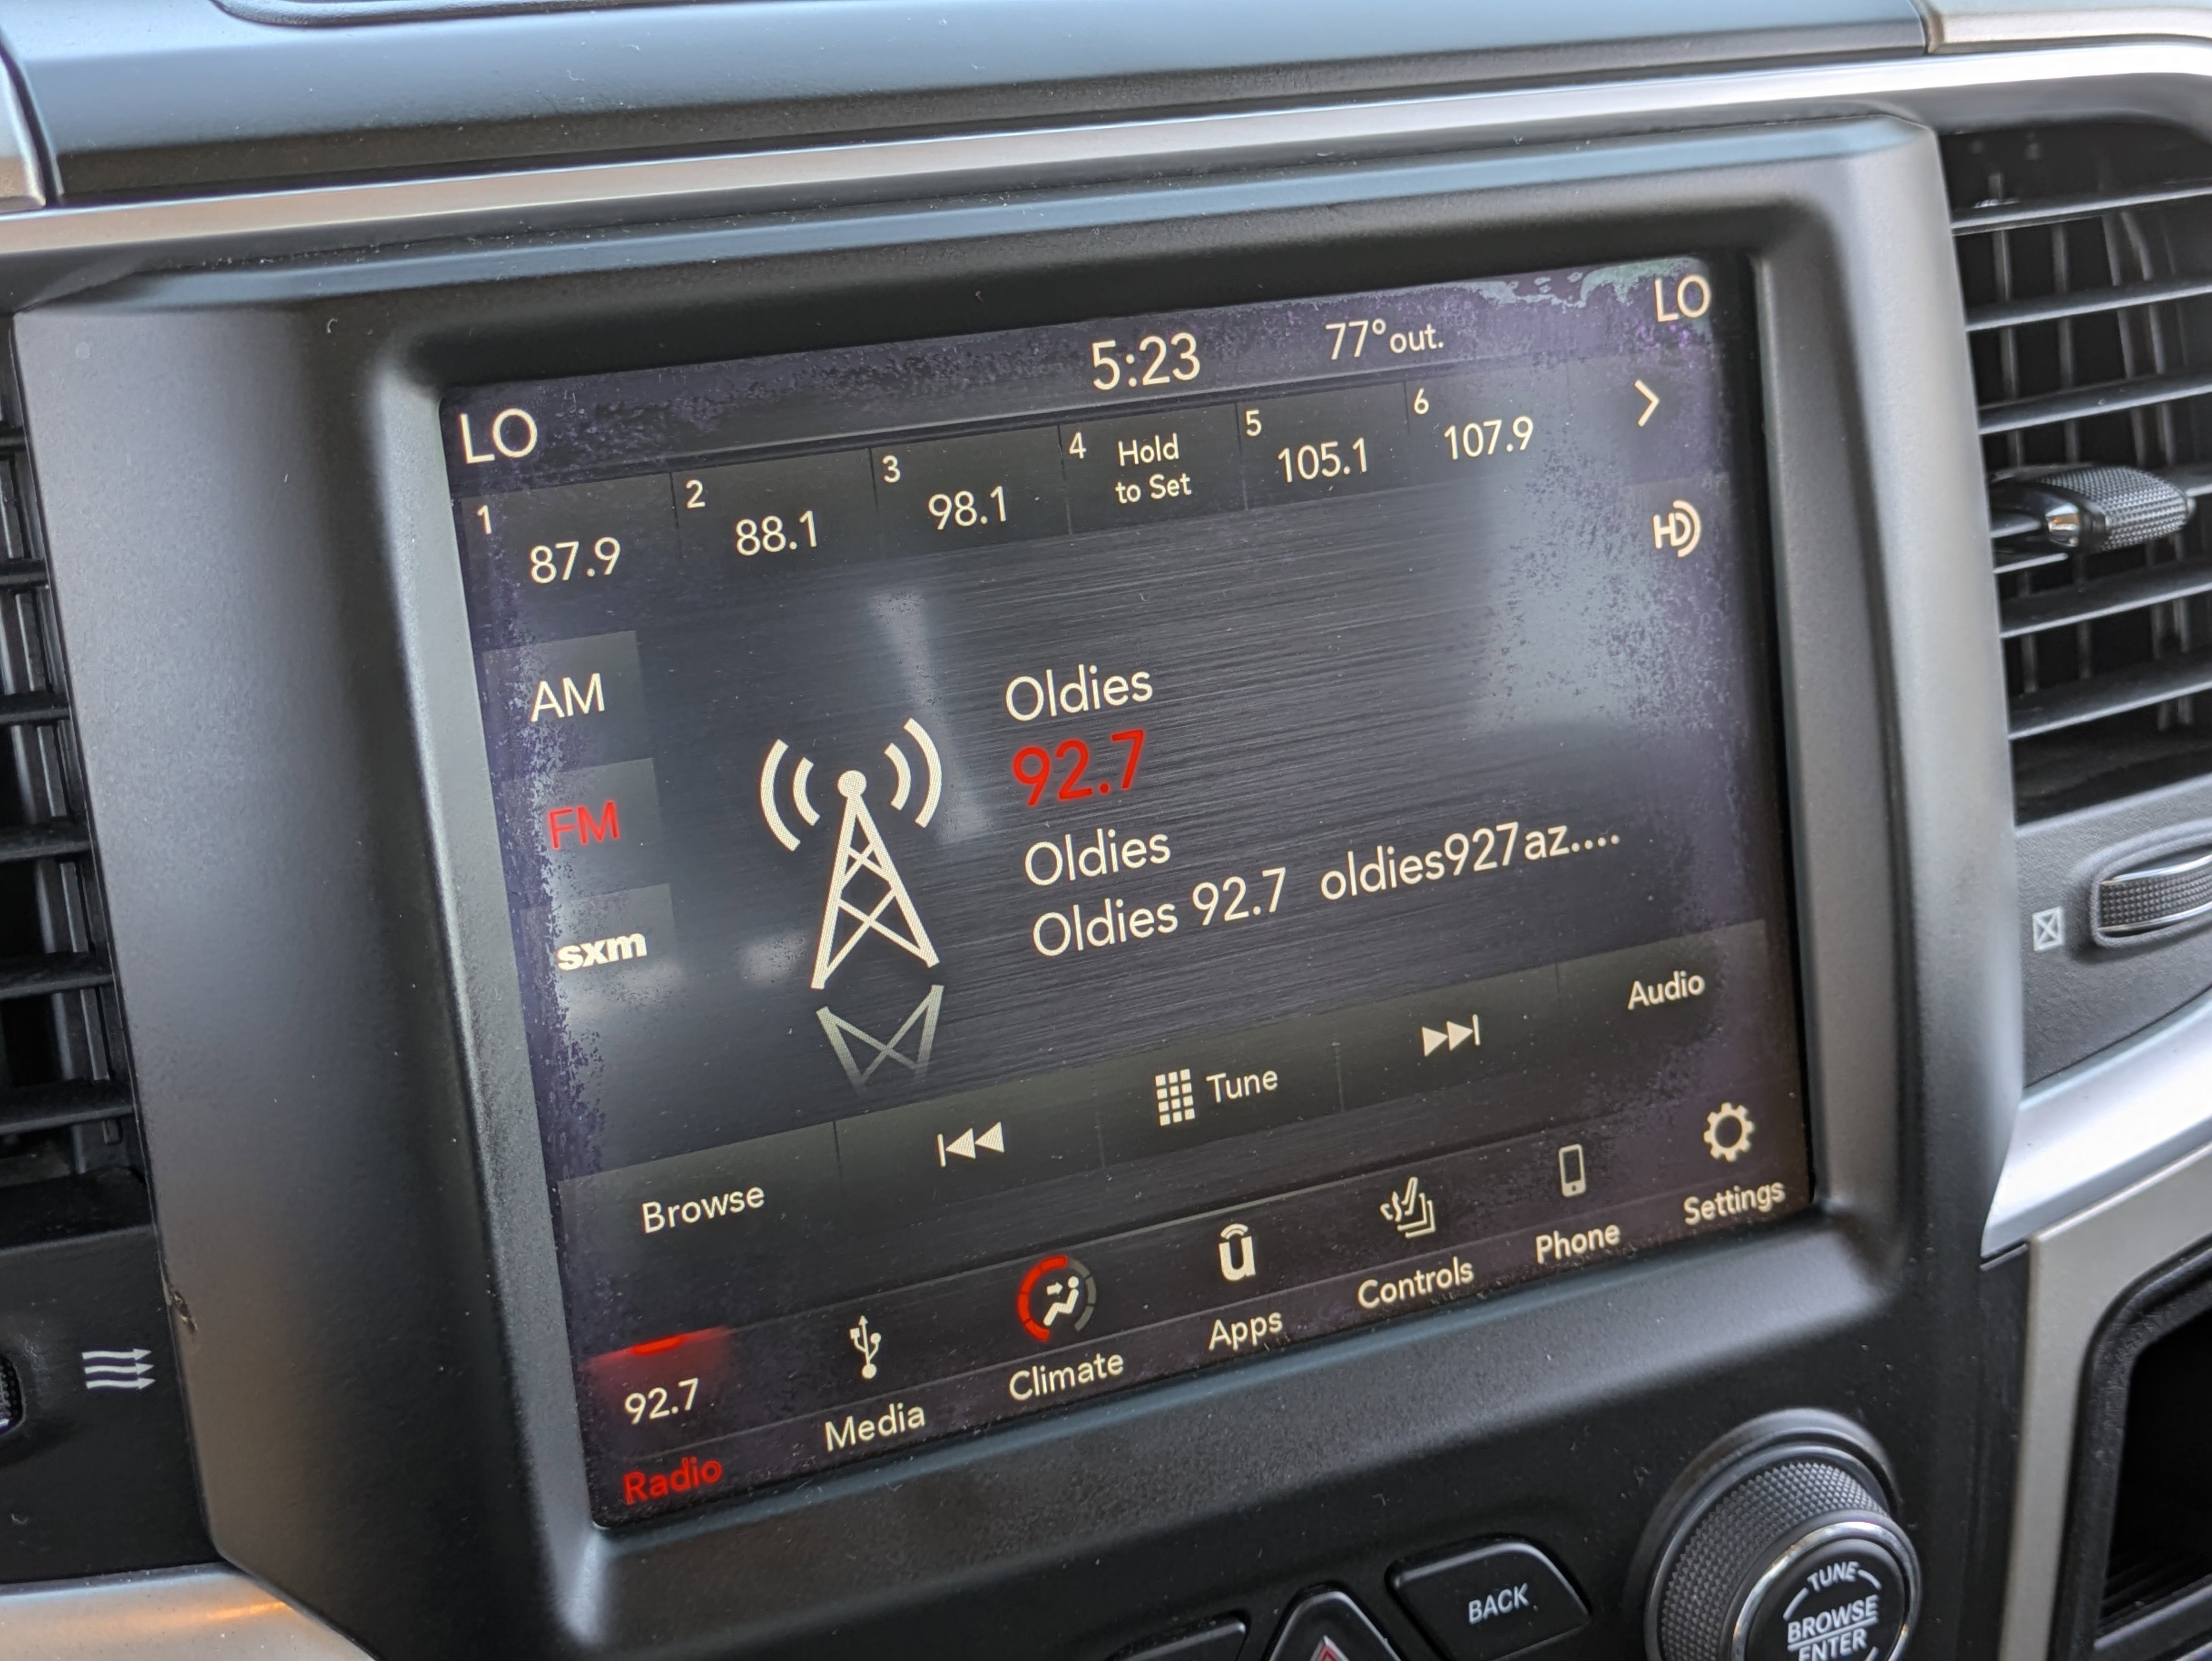 LO 5:23 77°out. LO
1 87.9 2 88.1 3 98.1 4 Hold to Set 5 105.1 6 107.9
HD
AM
FM
sxm
Oldies
92.7
Oldies
Oldies 92.7 oldies927az....
Browse Tune Audio
92.7 Radio Media Climate Apps Controls Phone Settings
BACK
TUNE
BROWSE
ENTER